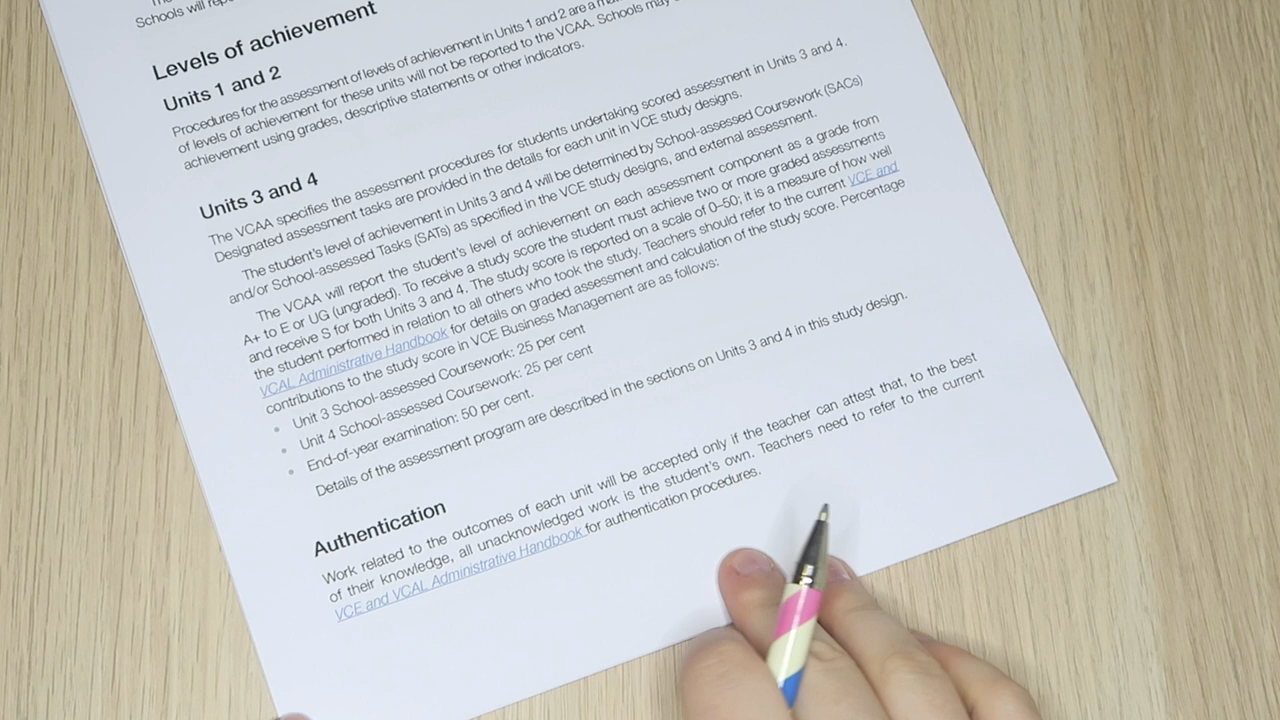 Schools will
Levels of achievement
Units 1 and 2
Procedures for the assessment of levels of achievement in Units 1 and 2 are a
of levels of achievement for these units will not be reported to the VCAA. Schools may
achievement using grades, descriptive statements or other indicators.
Units 3 and 4
The VCAA specifies the assessment procedures for students undertaking scored assessment in Units 3 and 4.
Designated assessment tasks are provided in the details for each unit in VCE study designs.
The student's level of achievement in Units 3 and 4 will be determined by School-assessed Coursework (SACs)
and/or School-assessed Tasks (SATs) as specified in the VCE study designs, and external assessment.
The VCAA will report the student's level of achievement on each assessment component as a grade from
A+ to E or UG (ungraded). To receive a study score the student must achieve two or more graded assessments
and receive S for both Units 3 and 4. The study score is reported on a scale of 0–50; it is a measure of how well
the student performed in relation to all others who took the study. Teachers should refer to the current VCE and
VCAL Administrative Handbook for details on graded assessment and calculation of the study score. Percentage
contributions to the study score in VCE Business Management are as follows:
• Unit 3 School-assessed Coursework: 25 per cent
• Unit 4 School-assessed Coursework: 25 per cent
• End-of-year examination: 50 per cent.
Details of the assessment program are described in the sections on Units 3 and 4 in this study design.
Authentication
Work related to the outcomes of each unit will be accepted only if the teacher can attest that, to the best
of their knowledge, all unacknowledged work is the student's own. Teachers need to refer to the current
VCE and VCAL Administrative Handbook for authentication procedures.